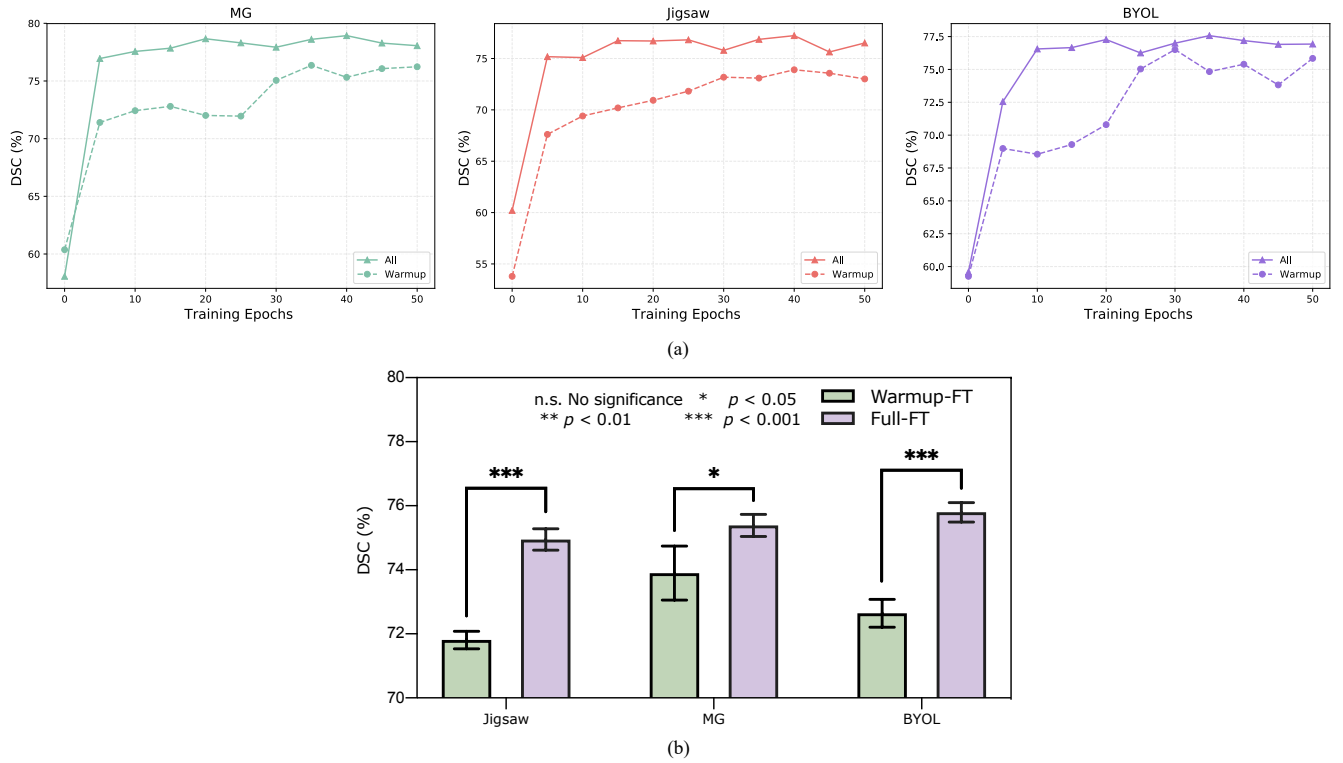 MG
80
75
70
65
60
DSC (%)
0 10 20 30 40 50
Training Epochs
All
Warmup
Jigsaw
75
70
65
60
55
DSC (%)
0 10 20 30 40 50
Training Epochs
All
Warmup
BYOL
77.5
75.0
72.5
70.0
67.5
65.0
62.5
60.0
DSC (%)
0 10 20 30 40 50
Training Epochs
All
Warmup
(a)
80
78
76
74
72
70
DSC (%)
n.s. No significance * p < 0.05
** p < 0.01 *** p < 0.001
Warmup-FT
Full-FT
*** * ***
Jigsaw MG BYOL
(b)